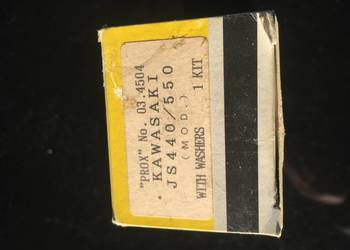 "PROX" No. 03.4504
KAWASAKI
JS440/550
(MOD.)
WITH WASHERS 1 KIT